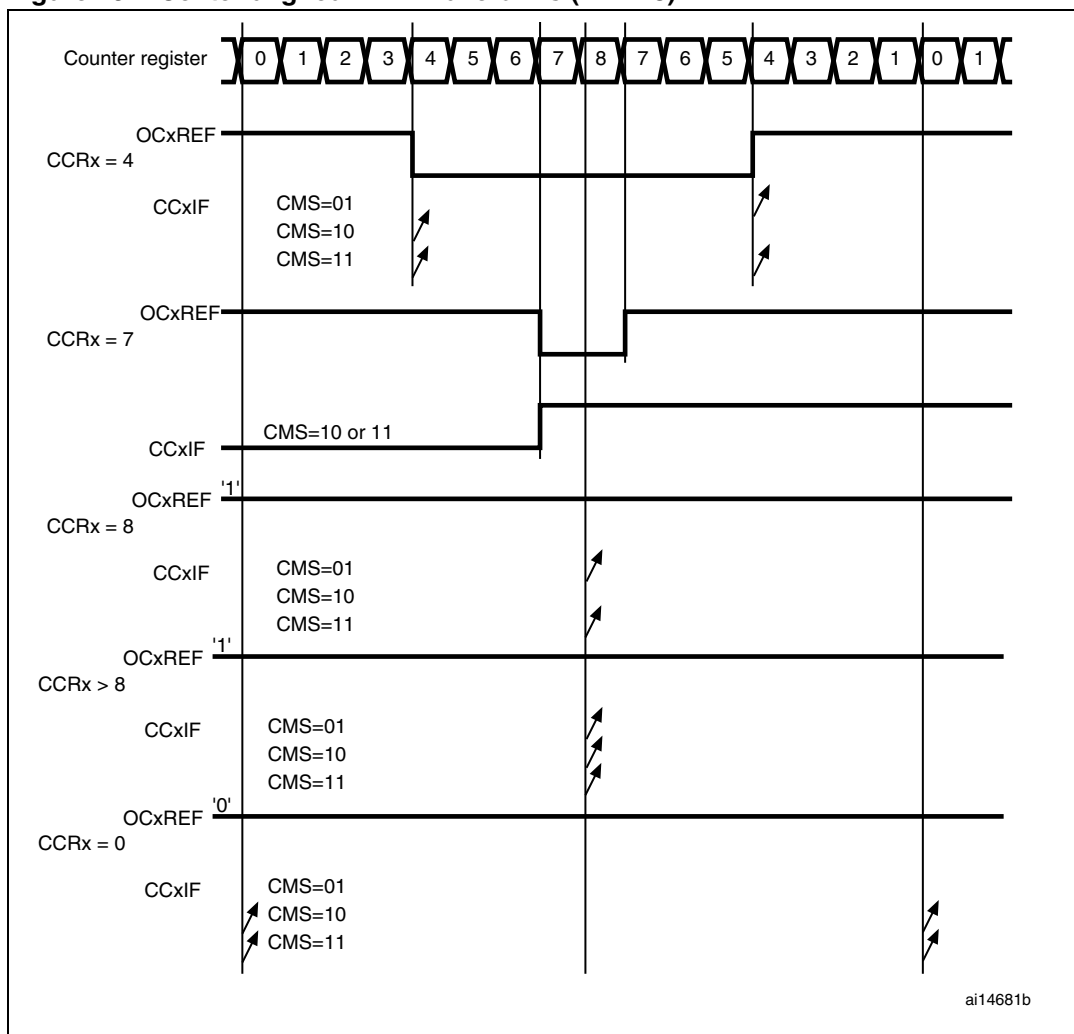 Counter register 0 1 2 3 4 5 6 7 8 7 6 5 4 3 2 1 0 1
OCxREF
CCRx = 4
CCxIF CMS=01
CMS=10
CMS=11
OCxREF
CCRx = 7
CMS=10 or 11
CCxIF
'1'
OCxREF
CCRx = 8
CCxIF CMS=01
CMS=10
CMS=11
'1'
OCxREF
CCRx > 8
CCxIF CMS=01
CMS=10
CMS=11
'0'
OCxREF
CCRx = 0
CCxIF CMS=01
CMS=10
CMS=11
ai14681b